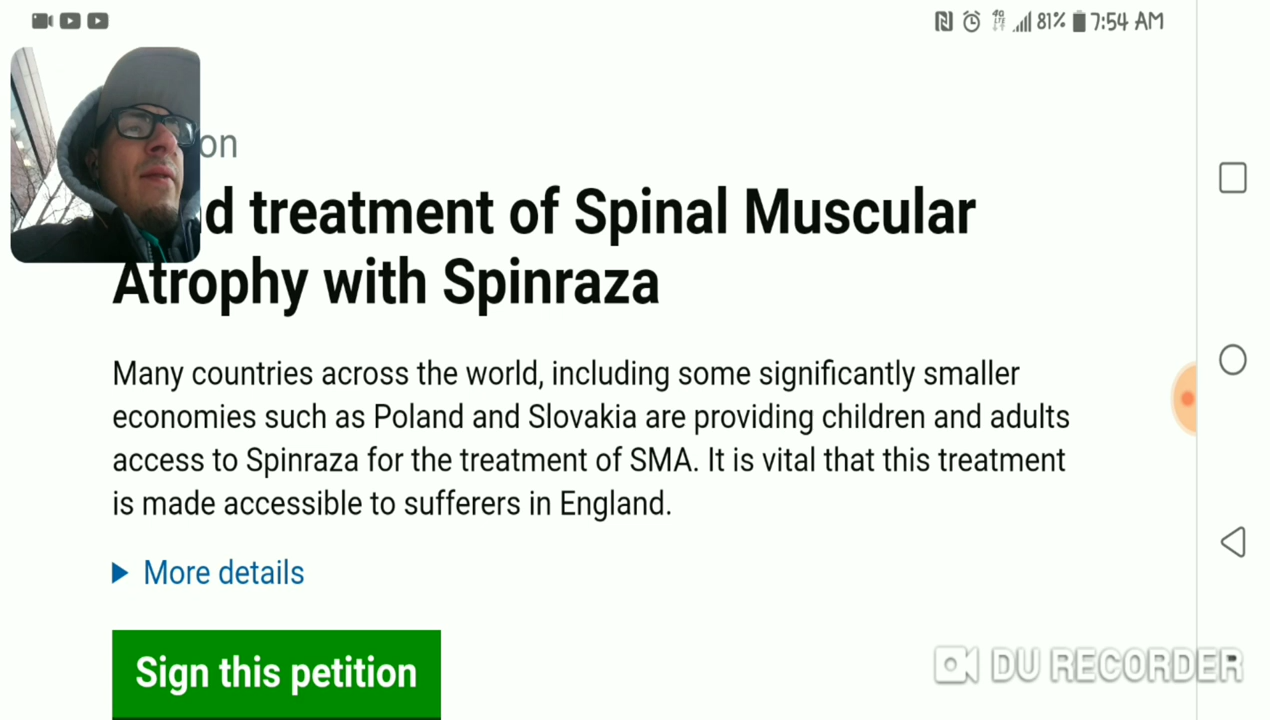 81% 7:54 AM
on
d treatment of Spinal Muscular
Atrophy with Spinraza
Many countries across the world, including some significantly smaller
economies such as Poland and Slovakia are providing children and adults
access to Spinraza for the treatment of SMA. It is vital that this treatment
is made accessible to sufferers in England.
More details
Sign this petition
DU RECORDER